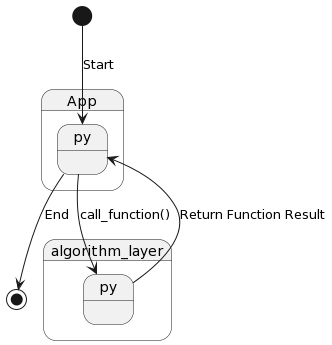 Start
App
py
End
call_function()
Return Function Result
algorithm_layer
py